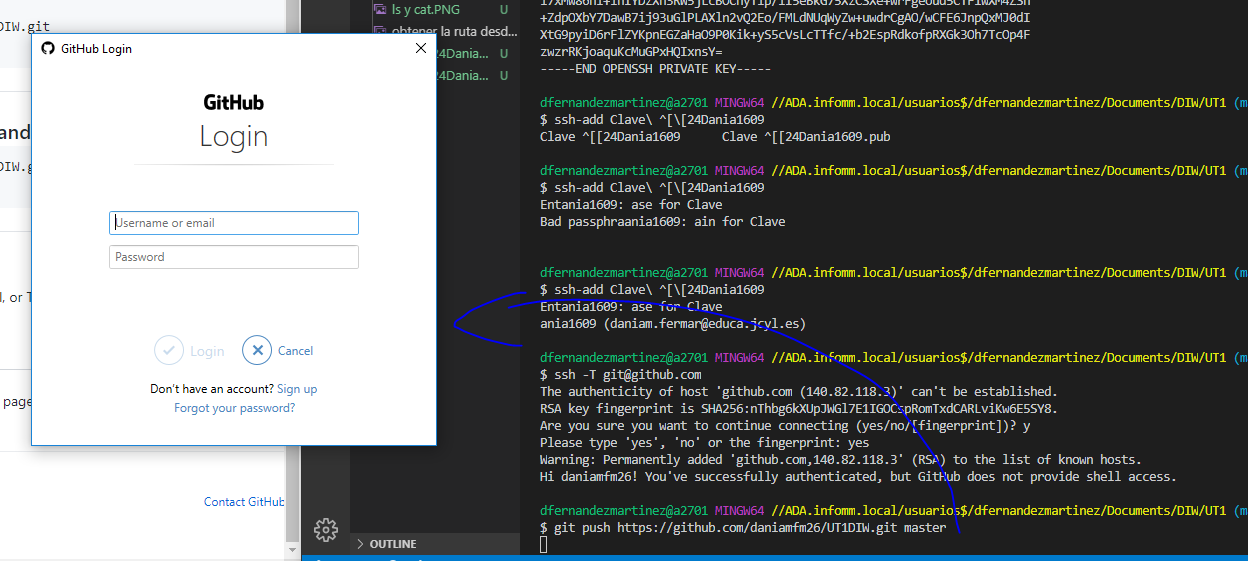 DIW.git
and
DIW.g
l, or T
page
Contact GitHub
GitHub Login
GitHub
Login
Username or email
Password
Login
Cancel
Don't have an account? Sign up
Forgot your password?
ls y cat.PNG U
obtener la ruta desd...
24Dania... U
24Dania... U
OUTLINE
-----END OPENSSH PRIVATE KEY-----
dfernandezmartinez@a2701 MINGW64 //ADA.infomm.local/usuarios$/dfernandezmartinez/Documents/DIW/UT1 (m
$ ssh-add Clave\ ^[\[24Dania1609
Clave ^[[24Dania1609 Clave ^[[24Dania1609.pub
dfernandezmartinez@a2701 MINGW64 //ADA.infomm.local/usuarios$/dfernandezmartinez/Documents/DIW/UT1 (m
$ ssh-add Clave\ ^[\[24Dania1609
Entania1609: ase for Clave
Bad passphraania1609: ain for Clave
dfernandezmartinez@a2701 MINGW64 //ADA.infomm.local/usuarios$/dfernandezmartinez/Documents/DIW/UT1 (m
$ ssh-add Clave\ ^[\[24Dania1609
Entania1609: ase for Clave
ania1609 (daniam.fermar@educa.jcyl.es)
dfernandezmartinez@a2701 MINGW64 //ADA.infomm.local/usuarios$/dfernandezmartinez/Documents/DIW/UT1 (m
$ ssh -T git@github.com
The authenticity of host 'github.com (140.82.118.3)' can't be established.
RSA key fingerprint is SHA256:nThbg6kXUpJWGl7E1IGOCspRomTxdCARLviKw6E5SY8.
Are you sure you want to continue connecting (yes/no/[fingerprint])? y
Please type 'yes', 'no' or the fingerprint: yes
Warning: Permanently added 'github.com,140.82.118.3' (RSA) to the list of known hosts.
Hi daniamfm26! You've successfully authenticated, but GitHub does not provide shell access.
dfernandezmartinez@a2701 MINGW64 //ADA.infomm.local/usuarios$/dfernandezmartinez/Documents/DIW/UT1 (m
$ git push https://github.com/daniamfm26/UT1DIW.git master